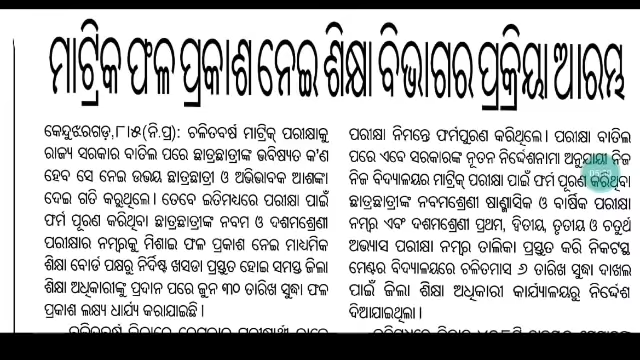 ମାଟ୍ରିକ ଫଳ ପ୍ରକାଶ ନେଇ ଶିକ୍ଷା ବିଭାଗର ପ୍ରକ୍ରିୟା ଆରମ୍ଭ
କେନ୍ଦୁଝରଗଡ଼,୮।୫(ନି.ପ୍ର): ଚଳିତବର୍ଷ ମାଟ୍ରିକ୍ ପରୀକ୍ଷାକୁ
ରାଜ୍ୟ ସରକାର ବାତିଲ ପରେ ଛାତ୍ରଛାତ୍ରୀଙ୍କ ଭବିଷ୍ୟତ କ'ଣ
ହେବ ସେ ନେଇ ଉଭୟ ଛାତ୍ରଛାତ୍ରୀ ଓ ଅଭିଭାବକ ଆଶଙ୍କା
ଦେଇ ଗତି କରୁଥିଲେ। ତେବେ ଇତିମଧ୍ୟରେ ପରୀକ୍ଷା ପାଇଁ
ଫର୍ମ ପୂରଣ କରିଥିବା ଛାତ୍ରଛାତ୍ରୀଙ୍କ ନବମ ଓ ଦଶମଶ୍ରେଣୀ
ପରୀକ୍ଷାର ନମ୍ବରକୁ ମିଶାଇ ଫଳ ପ୍ରକାଶ ନେଇ ମାଧ୍ୟମିକ
ଶିକ୍ଷା ବୋର୍ଡ ପକ୍ଷରୁ ନିର୍ଦ୍ଦିଷ୍ଟ ଖସଡା ପ୍ରସ୍ତୁତ ହୋଇ ସମସ୍ତ ଜିଲା
ଶିକ୍ଷା ଅଧିକାରୀଙ୍କୁ ପ୍ରଦାନ ପରେ ଜୁନ ୩୦ ତାରିଖ ସୁଦ୍ଧା ଫଳ
ପ୍ରକାଶ ଲକ୍ଷ୍ୟ ଧାର୍ଯ୍ୟ କରାଯାଇଛି।
ପରୀକ୍ଷା ନିମନ୍ତେ ଫର୍ମପୁରଣ କରିଥିଲେ। ପରୀକ୍ଷା ବାତିଲ
ପରେ ଏବେ ସରକାରଙ୍କ ନୂତନ ନିର୍ଦ୍ଦେଶନାମା ଅନୁଯାୟୀ ନିଜ
ନିଜ ବିଦ୍ୟାଳୟର ମାଟ୍ରିକ୍ ପରୀକ୍ଷା ପାଇଁ ଫର୍ମ ପୂରଣ କରିଥିବା
ଛାତ୍ରଛାତ୍ରୀଙ୍କ ନବମଶ୍ରେଣୀ ଷାଣ୍ମାସିକ ଓ ବାର୍ଷିକ ପରୀକ୍ଷା
ନମ୍ବର ଏବଂ ଦଶମଶ୍ରେଣୀ ପ୍ରଥମ, ଦ୍ୱିତୀୟ, ତୃତୀୟ ଓ ଚତୁର୍ଥ
ଅଭ୍ୟାସ ପରୀକ୍ଷା ନମ୍ବର ତାଲିକା ପ୍ରସ୍ତୁତ କରି ନିକଟସ୍ଥ
ମେଣ୍ଟର ବିଦ୍ୟାଳୟରେ ଚଳିତମାସ ୬ ତାରିଖ ସୁଦ୍ଧା ଦାଖଲ
ପାଇଁ ଜିଲା ଶିକ୍ଷା ଅଧିକାରୀ କାର୍ଯ୍ୟାଳୟରୁ ନିର୍ଦ୍ଦେଶ
ଦିଆଯାଇଥିଲା।